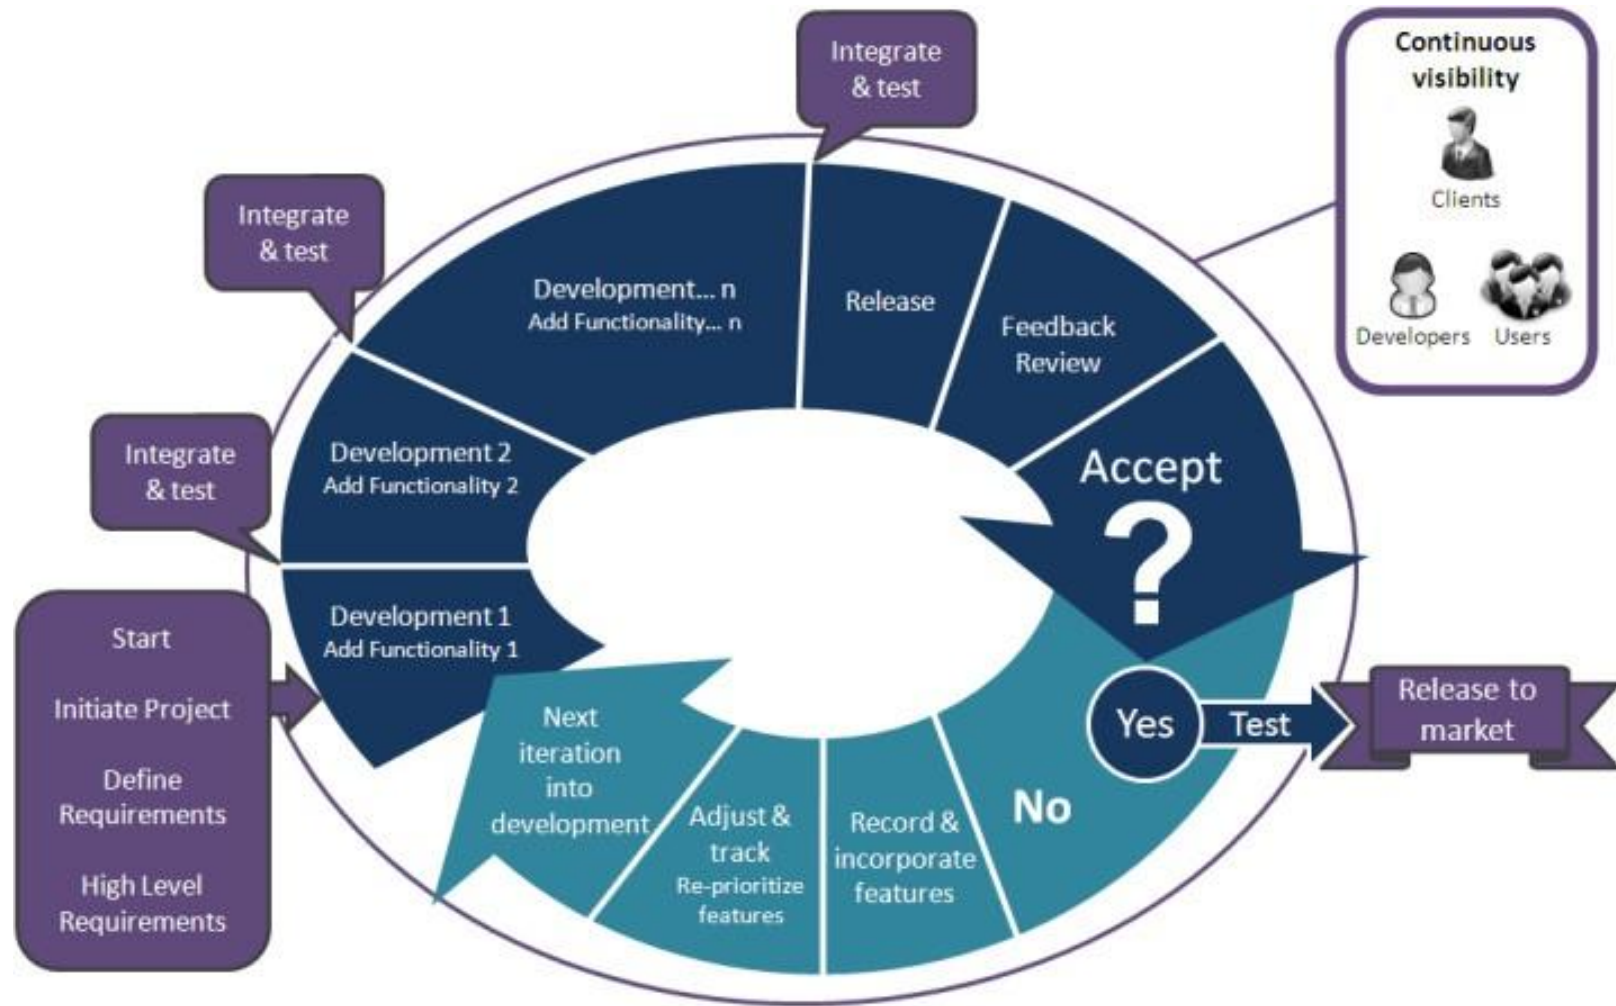 Start
Initiate Project
Define
Requirements
High Level
Requirements
Development 1
Add Functionality 1
Integrate
& test
Development 2
Add Functionality 2
Integrate
& test
Development... n
Add Functionality... n
Integrate
& test
Release
Feedback
Review
Accept
?
Yes
Test
Release to
market
No
Record &
incorporate
features
Adjust &
track
Re-prioritize
features
Next
iteration
into
development
Continuous
visibility
Clients
Developers
Users